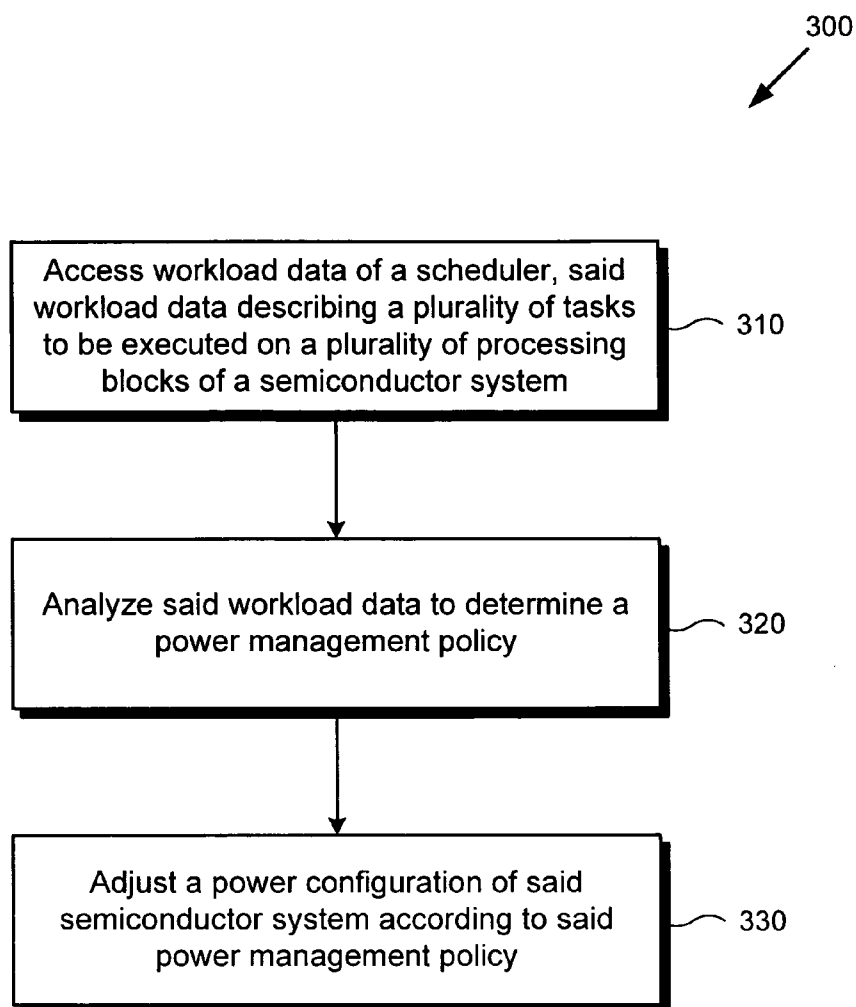 300
Access workload data of a scheduler, said
workload data describing a plurality of tasks
to be executed on a plurality of processing
blocks of a semiconductor system
310
Analyze said workload data to determine a
power management policy
320
Adjust a power configuration of said
semiconductor system according to said
power management policy
330